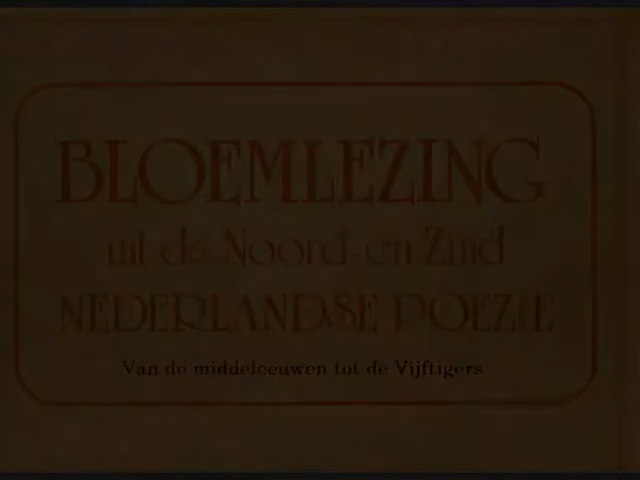 BLOEMLEZING
uit de Noord-en Zuid
NEDERLANDSE POEZIE
Van de middeleeuwen tot de Vijftigers